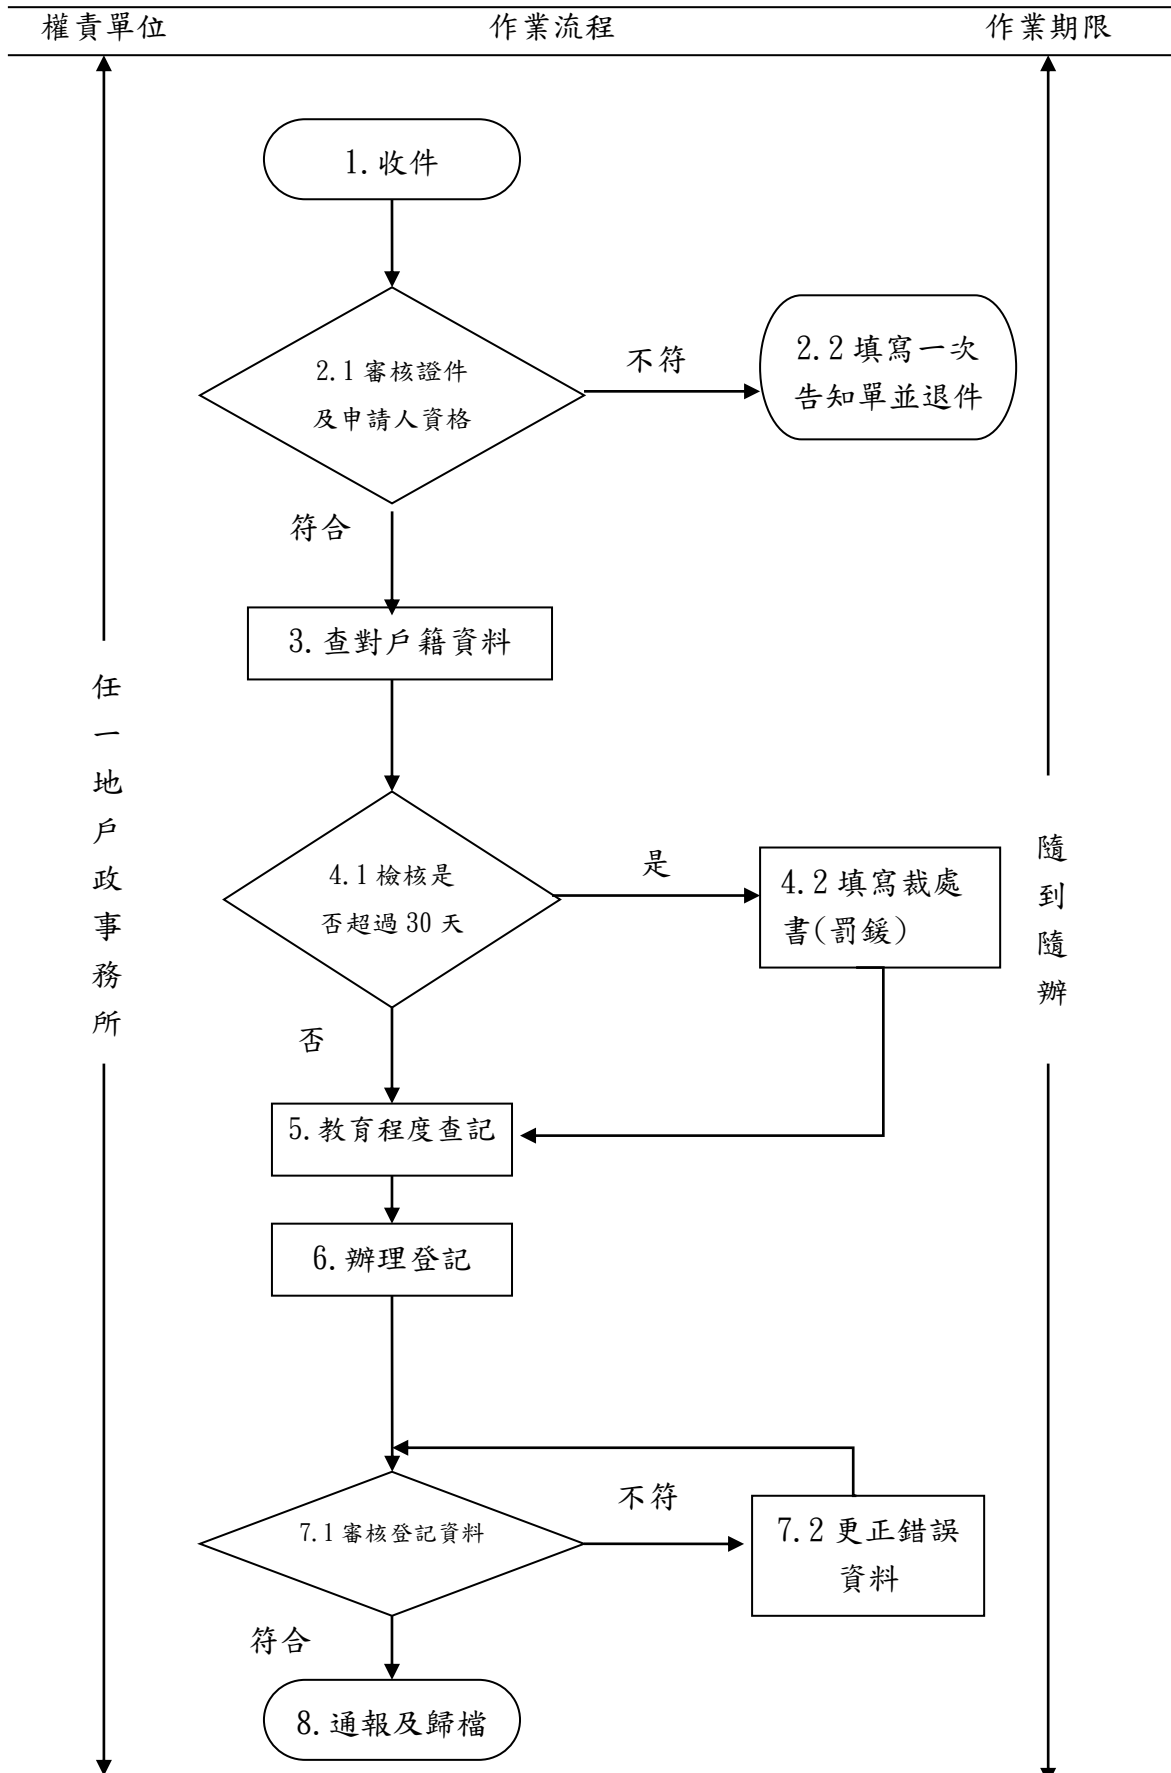 權責單位 作業流程 作業期限
1.收件
2.1 審核證件
及申請人資格
不符
2.2 填寫一次
告知單並退件
符合
3.查對戶籍資料
4.1 檢核是
否超過 30 天
是
4.2 填寫裁處
書(罰鍰)
否
5.教育程度查記
6.辦理登記
7.1 審核登記資料
不符
7.2 更正錯誤
資料
符合
8.通報及歸檔
任一地戶政事務所
隨到隨辦